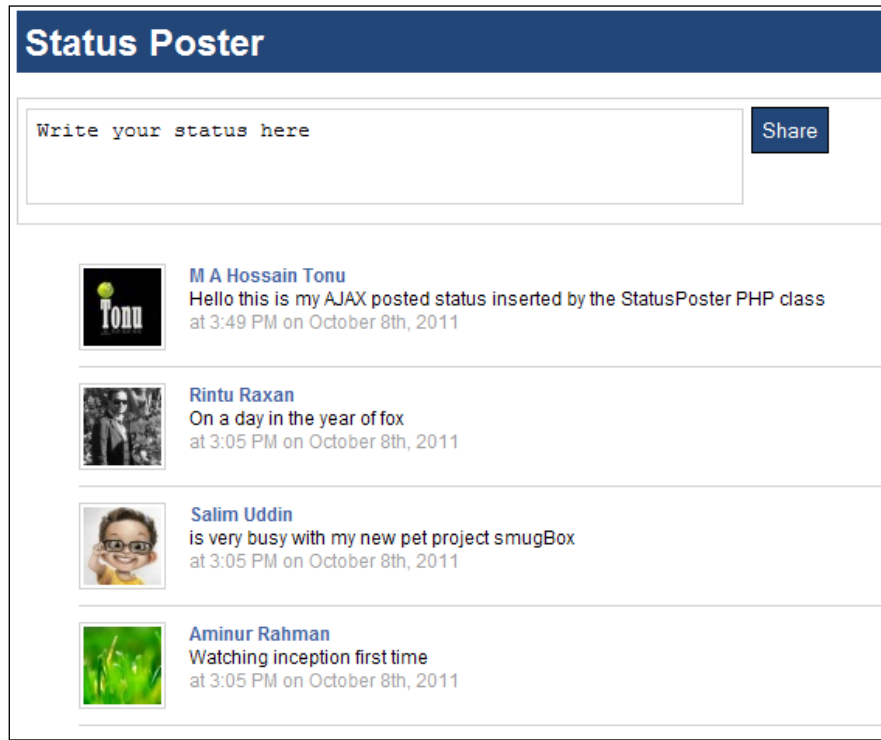 Status Poster
Write your status here
Share
M A Hossain Tonu
Hello this is my AJAX posted status inserted by the StatusPoster PHP class
at 3:49 PM on October 8th, 2011
Tonu
Rintu Raxan
On a day in the year of fox
at 3:05 PM on October 8th, 2011
Salim Uddin
is very busy with my new pet project smugBox
at 3:05 PM on October 8th, 2011
Aminur Rahman
Watching inception first time
at 3:05 PM on October 8th, 2011